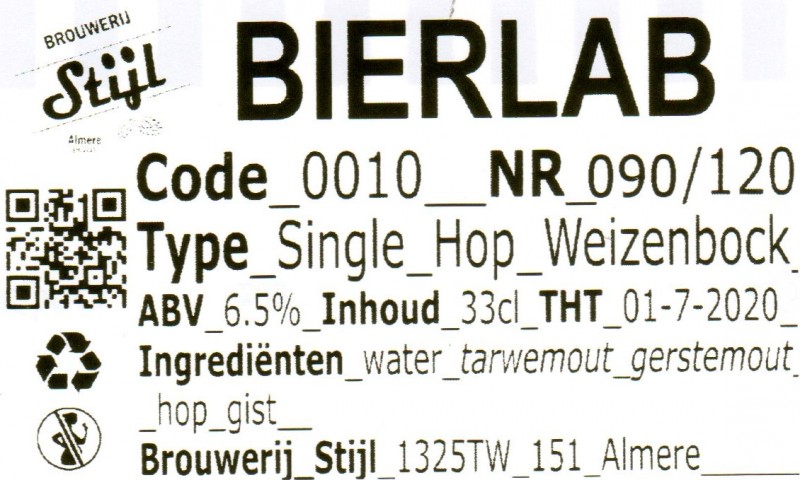 BROUWERIJ
Stijl
Almere
BIERLAB
Code_0010__NR_090/120
Type_Single_Hop_Weizenbock_
ABV_6.5%_Inhoud_33cl_THT_01-7-2020_
Ingrediënten_water_tarwemout_gerstemout_
_hop_gist__
Brouwerij_Stijl_1325TW_151_Almere______